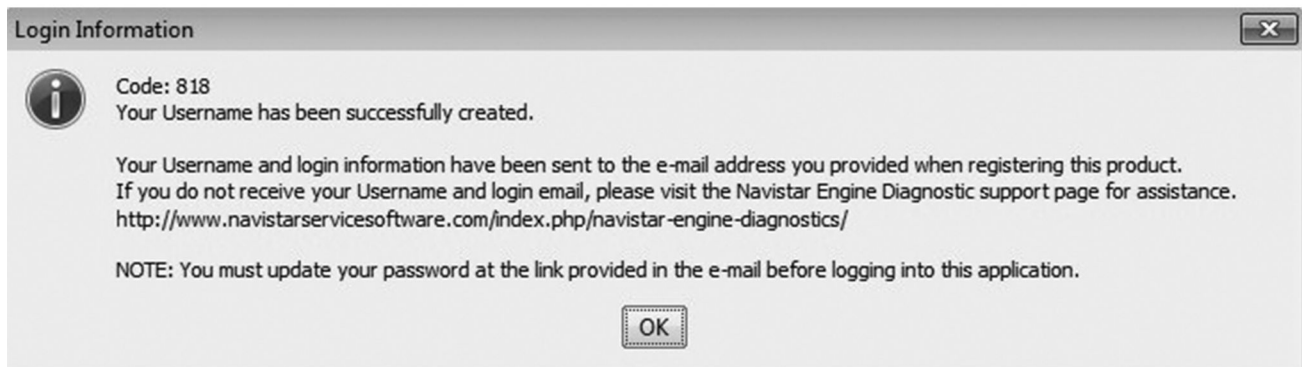 Login Information
Code: 818
Your Username has been successfully created.
Your Username and login information have been sent to the e-mail address you provided when registering this product.
If you do not receive your Username and login email, please visit the Navistar Engine Diagnostic support page for assistance.
http://www.navistarservicesoftware.com/index.php/navistar-engine-diagnostics/
NOTE: You must update your password at the link provided in the e-mail before logging into this application.
OK